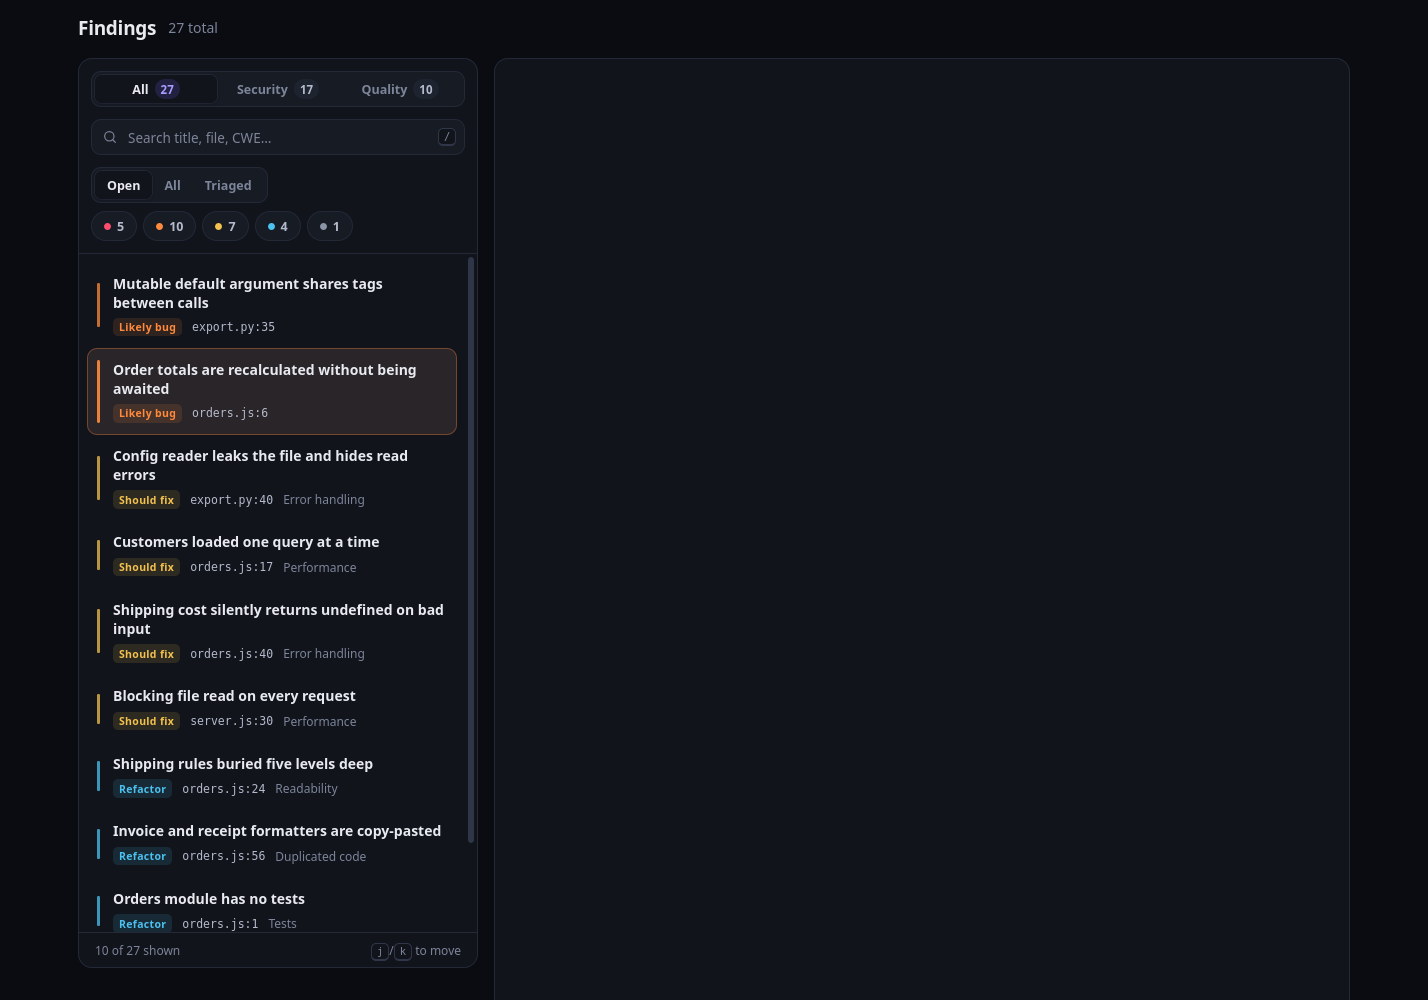 Findings 27 total
All 27 Security 17 Quality 10
Search title, file, CWE... /
Open All Triaged
5 10 7 4 1
Mutable default argument shares tags
between calls
Likely bug export.py:35
Order totals are recalculated without being
awaited
Likely bug orders.js:6
Config reader leaks the file and hides read
errors
Should fix export.py:40 Error handling
Customers loaded one query at a time
Should fix orders.js:17 Performance
Shipping cost silently returns undefined on bad
input
Should fix orders.js:40 Error handling
Blocking file read on every request
Should fix server.js:30 Performance
Shipping rules buried five levels deep
Refactor orders.js:24 Readability
Invoice and receipt formatters are copy-pasted
Refactor orders.js:56 Duplicated code
Orders module has no tests
Refactor orders.js:1 Tests
10 of 27 shown j/k to move